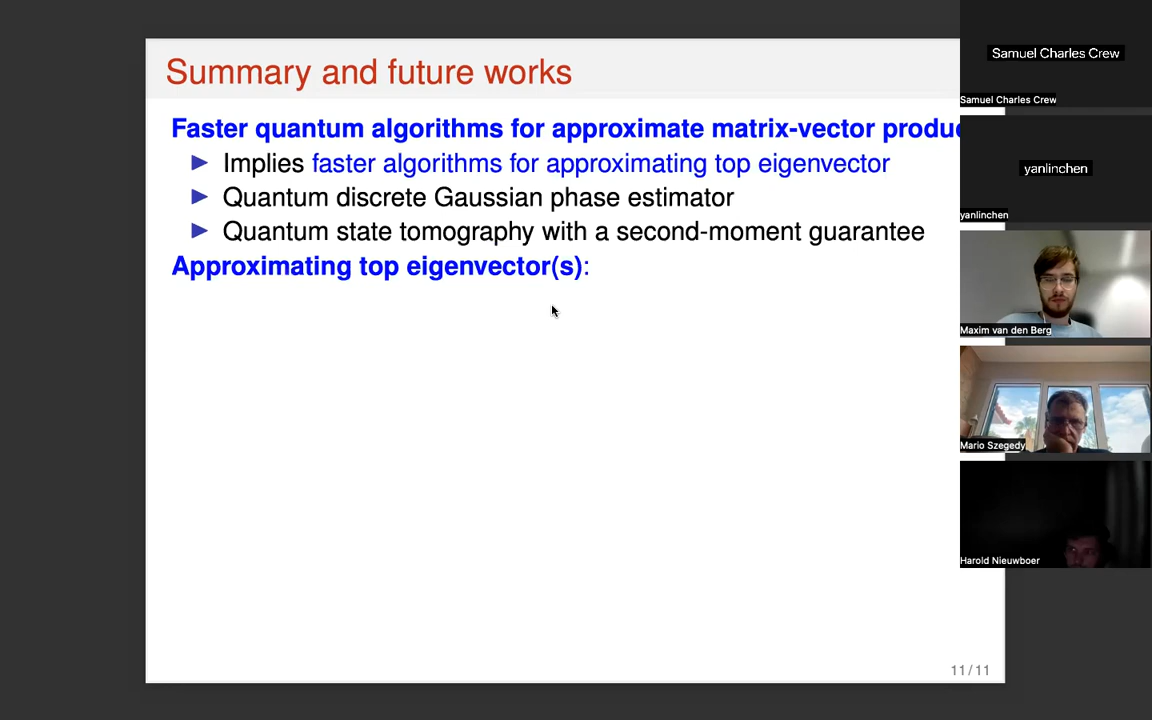 Summary and future works
Faster quantum algorithms for approximate matrix-vector
Implies faster algorithms for approximating top eigenvector
Quantum discrete Gaussian phase estimator
Quantum state tomography with a second-moment guarantee
Approximating top eigenvector(s):
11/11
Samuel Charles Crew
Samuel Charles Crew
yanlinchen
yanlinchen
Maxim van den Berg
Mario Szegedy
Harold Nieuwboer